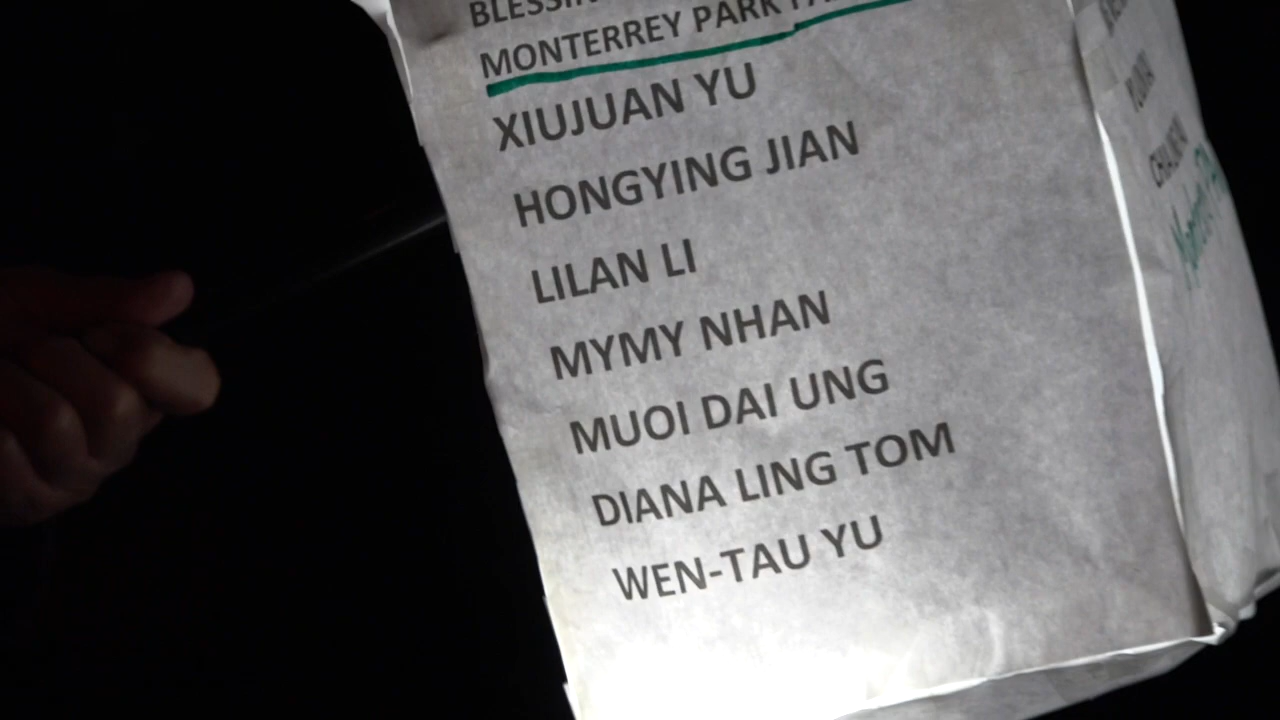 MONTERREY PARK
XIUJUAN YU
HONGYING JIAN
LILAN LI
MYMY NHAN
MUOI DAI UNG
DIANA LING TOM
WEN-TAU YU